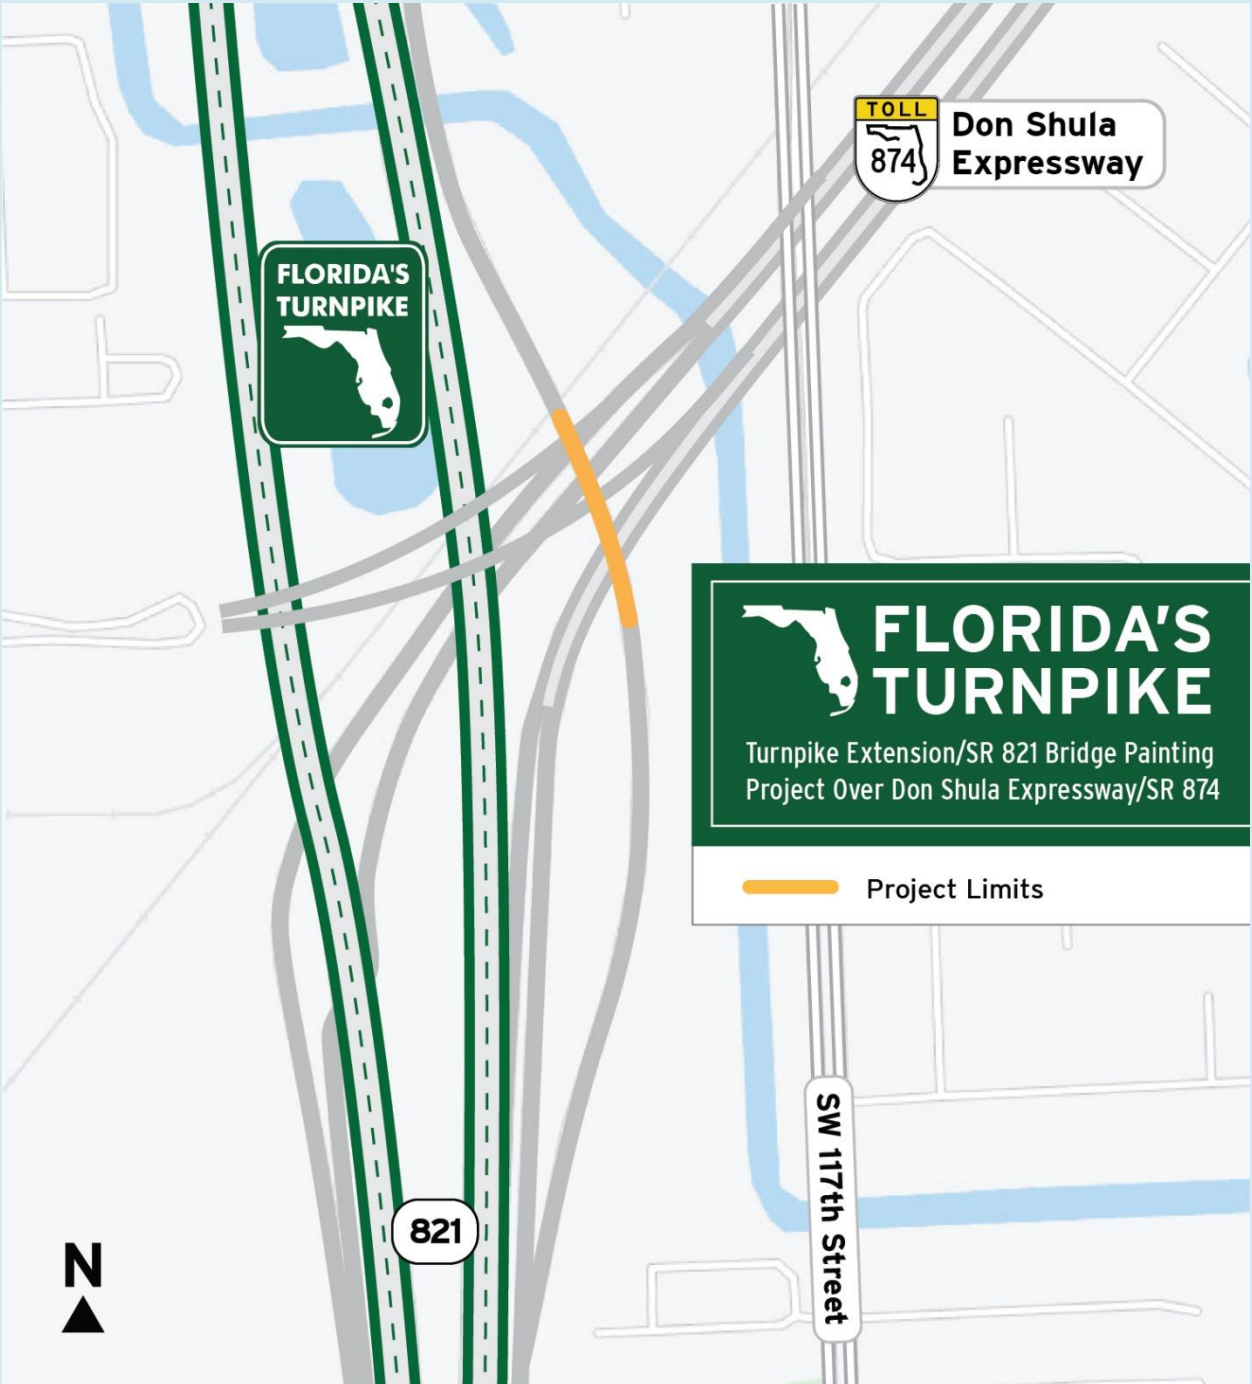 TOLL
874
Don Shula
Expressway
FLORIDA'S
TURNPIKE
FLORIDA'S
TURNPIKE
Turnpike Extension/SR 821 Bridge Painting
Project Over Don Shula Expressway/SR 874
Project Limits
SW 117th Street
821
N